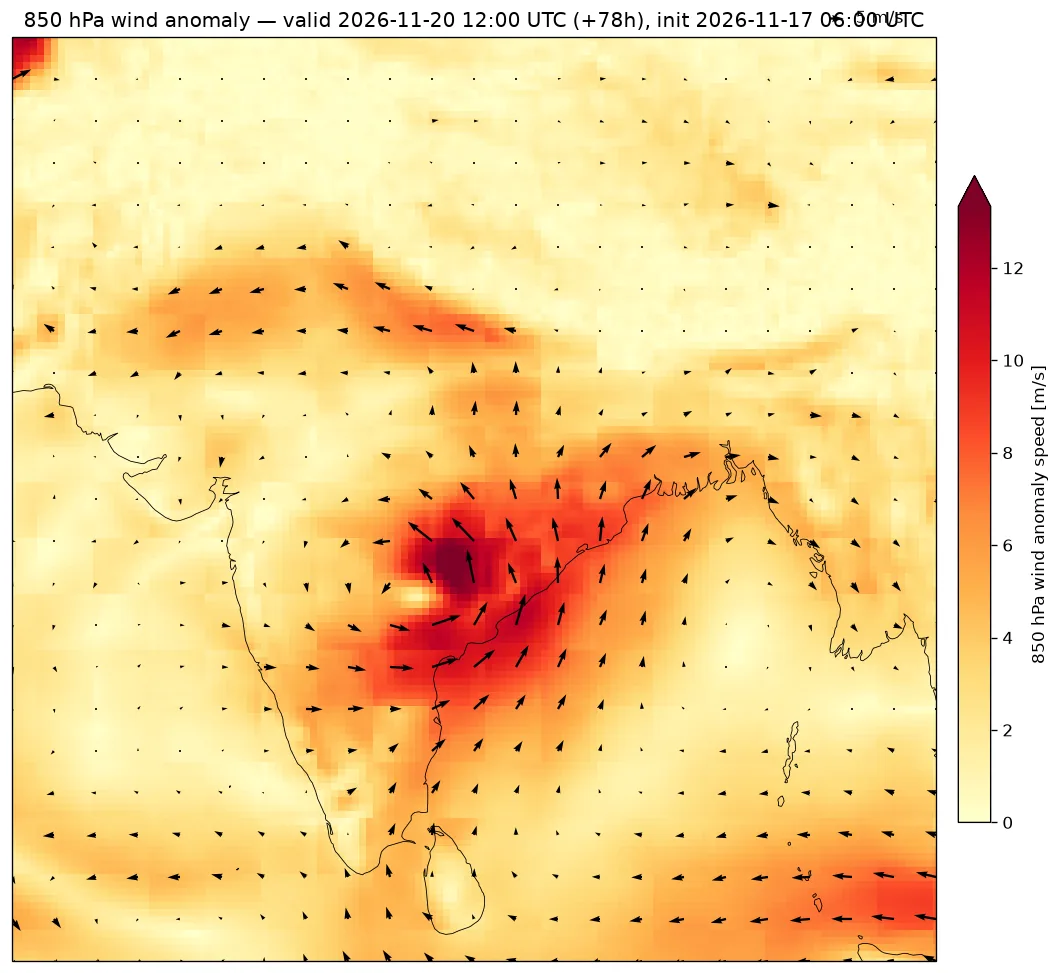 850 hPa wind anomaly — valid 2026-11-20 12:00 UTC (+78h), init 2026-11-17 06:00 UTC
5 m/s
12
10
8
6
4
2
0
850 hPa wind anomaly speed [m/s]